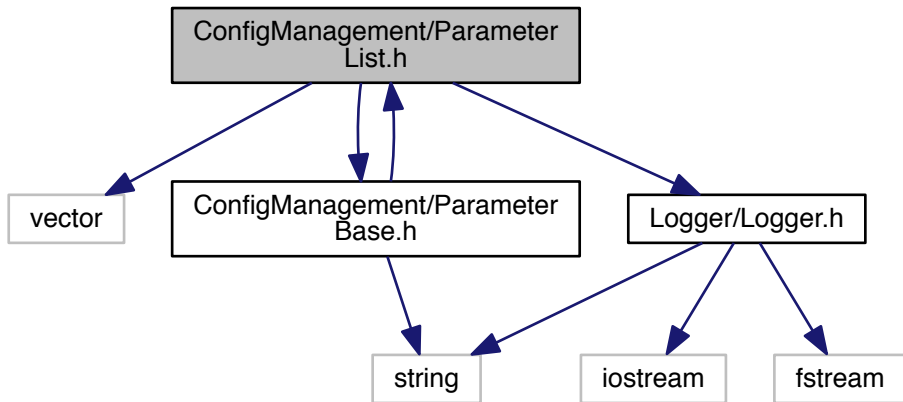 ConfigManagement/Parameter
List.h
vector
ConfigManagement/Parameter
Base.h
Logger/Logger.h
string
iostream
fstream